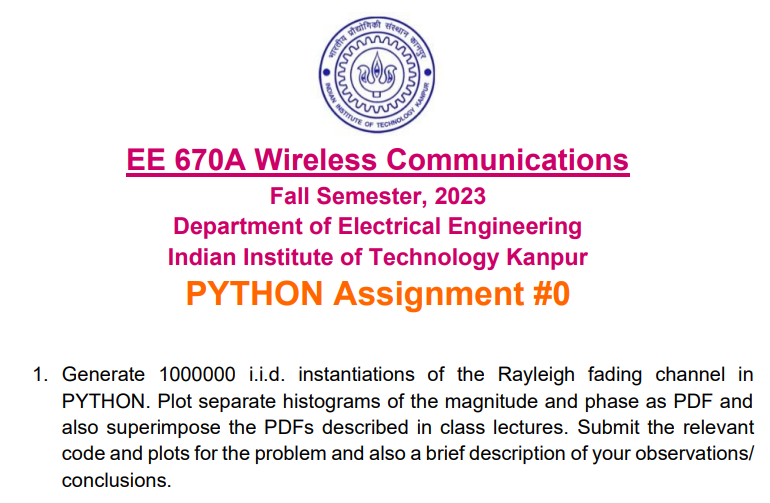 भारतीय प्रौद्योगिकी संस्थान कानपुर
INDIAN INSTITUTE OF TECHNOLOGY KANPUR
EE 670A Wireless Communications
Fall Semester, 2023
Department of Electrical Engineering
Indian Institute of Technology Kanpur
PYTHON Assignment #0
1. Generate 1000000 i.i.d. instantiations of the Rayleigh fading channel in
PYTHON. Plot separate histograms of the magnitude and phase as PDF and
also superimpose the PDFs described in class lectures. Submit the relevant
code and plots for the problem and also a brief description of your observations/
conclusions.